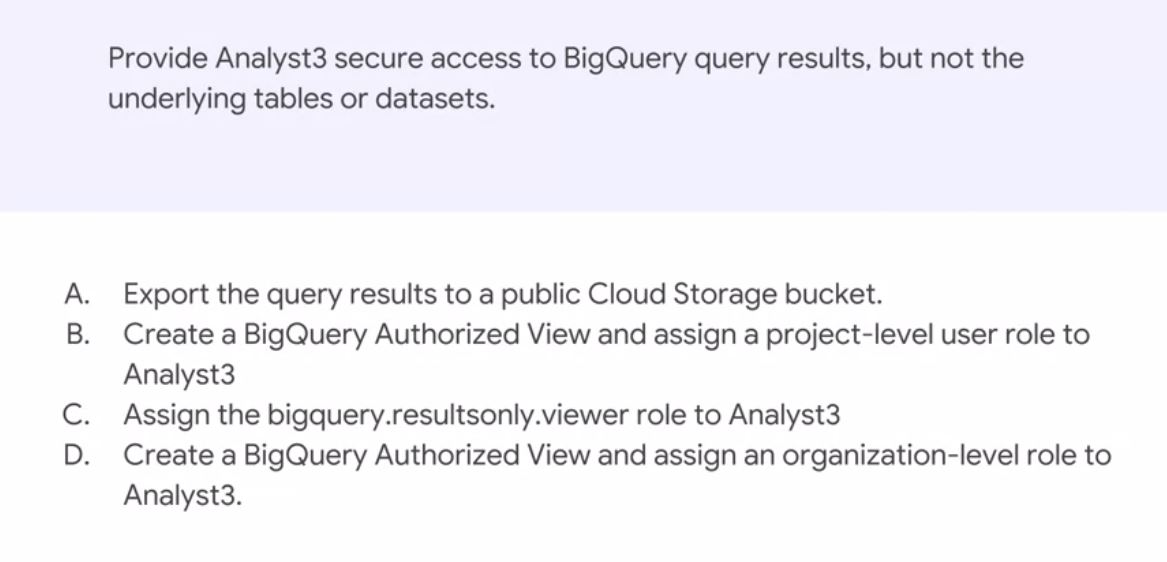 Provide Analyst3 secure access to BigQuery query results, but not the
underlying tables or datasets.
A. Export the query results to a public Cloud Storage bucket.
B. Create a BigQuery Authorized View and assign a project-level user role to
Analyst3
C. Assign the bigquery.resultsonly.viewer role to Analyst3
D. Create a BigQuery Authorized View and assign an organization-level role to
Analyst3.